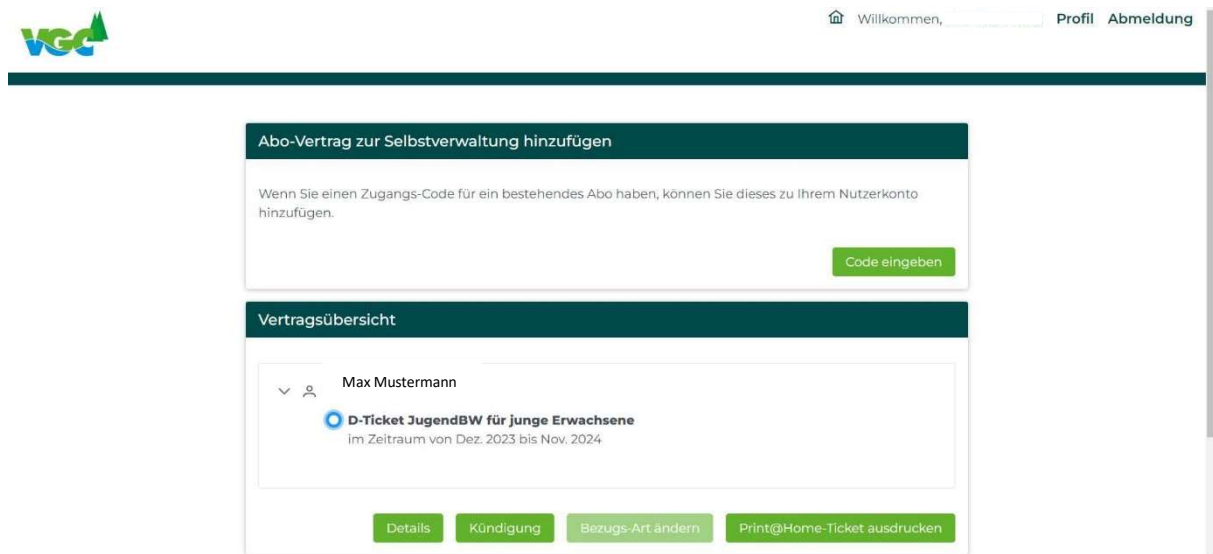 VGC
Willkommen, Profil Abmeldung
Abo-Vertrag zur Selbstverwaltung hinzufügen
Wenn Sie einen Zugangs-Code für ein bestehendes Abo haben, können Sie dieses zu Ihrem Nutzerkonto
hinzufügen.
Code eingeben
Vertragsübersicht
Max Mustermann
D-Ticket JugendBW für junge Erwachsene
im Zeitraum von Dez. 2023 bis Nov. 2024
Details Kündigung Bezugs-Art ändern Print@Home-Ticket ausdrucken